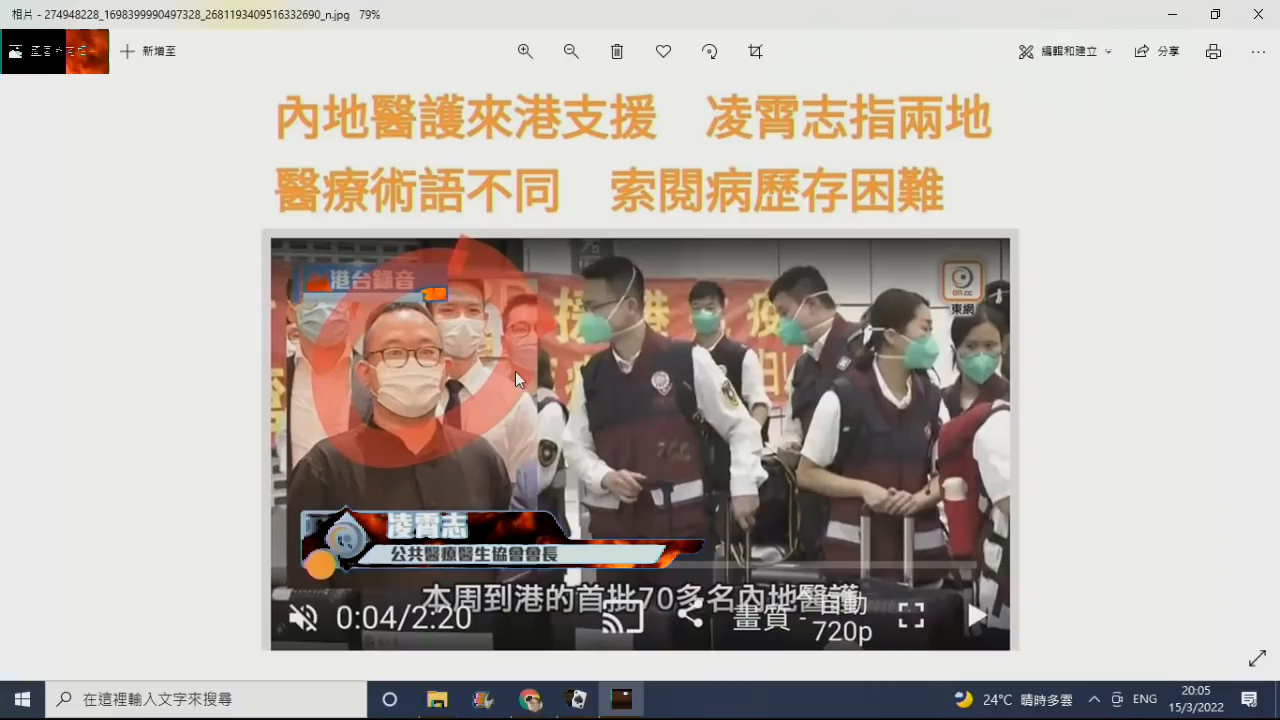 相片 - 274948228_1698399990497328_2681193409516332690_n.jpg 79%
新增至
編輯和建立
分享
內地醫護來港支援 凌霄志指兩地
醫療術語不同 索閱病歷存困難
港台錄音
on.cc
東網
援 港 疫
凌霄志
公共醫療醫生協會會長
本周到港的首批70多名內地醫護
0:04/2:20
畫質 - 自動
720p
在這裡輸入文字來搜尋
24°C 晴時多雲
ENG
20:05
15/3/2022